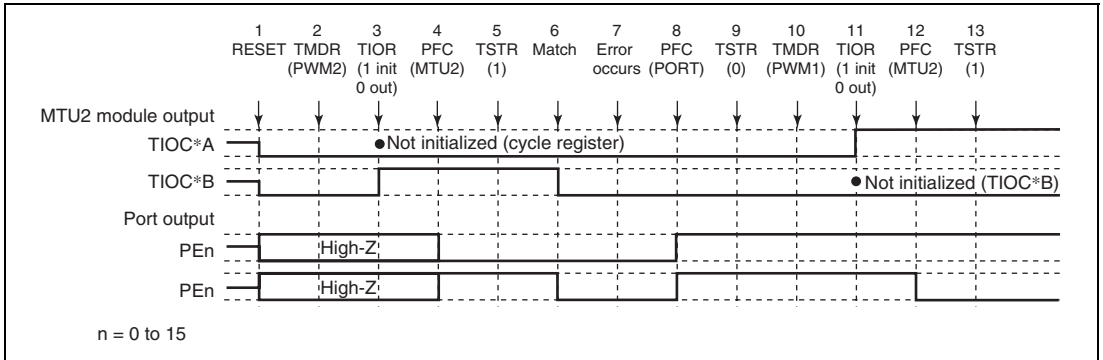 1 2 3 4 5 6 7 8 9 10 11 12 13
RESET TMDR TIOR PFC TSTR Match Error PFC TSTR TMDR TIOR PFC TSTR
(PWM2) (1 init (MTU2) (1) occurs (PORT) (0) (PWM1) (1 init (MTU2) (1)
0 out) 0 out)
MTU2 module output
TIOC*A ●Not initialized (cycle register)
TIOC*B ●Not initialized (TIOC*B)
Port output
PEn High-Z
PEn High-Z
n = 0 to 15